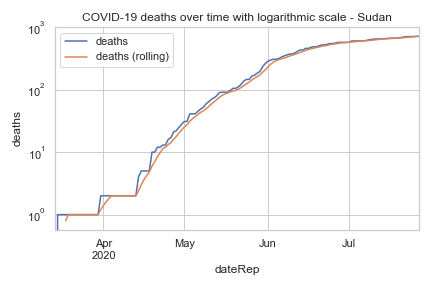 COVID-19 deaths over time with logarithmic scale - Sudan
deaths
deaths (rolling)
10³
10²
10¹
10⁰
deaths
Apr
2020
May
Jun
Jul
dateRep